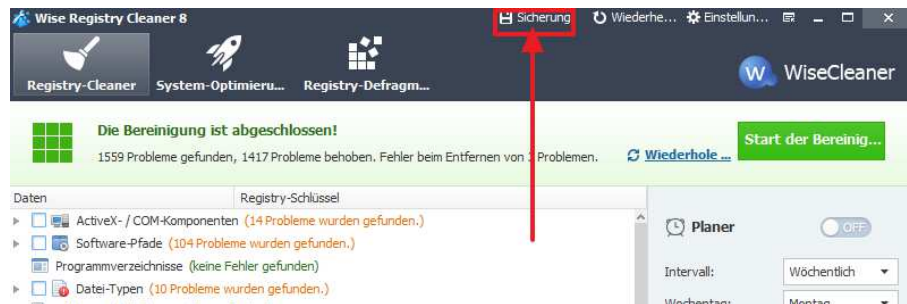 Wise Registry Cleaner 8
Sicherung
Wiederhe...
Einstellun...
Registry-Cleaner
System-Optimieru...
Registry-Defragm...
W
WiseCleaner
Die Bereinigung ist abgeschlossen!
1559 Probleme gefunden, 1417 Probleme behoben. Fehler beim Entfernen von Problemen.
Wiederhole ...
Start der Bereinig...
Daten
Registry-Schlüssel
ActiveX- / COM-Komponenten (14 Probleme wurden gefunden.)
Software-Pfade (104 Probleme wurden gefunden.)
Programmverzeichnisse (keine Fehler gefunden)
Datei-Typen (10 Probleme wurden gefunden.)
Planer
OFF
Intervall:
Wöchentlich
Wochentag:
Montag